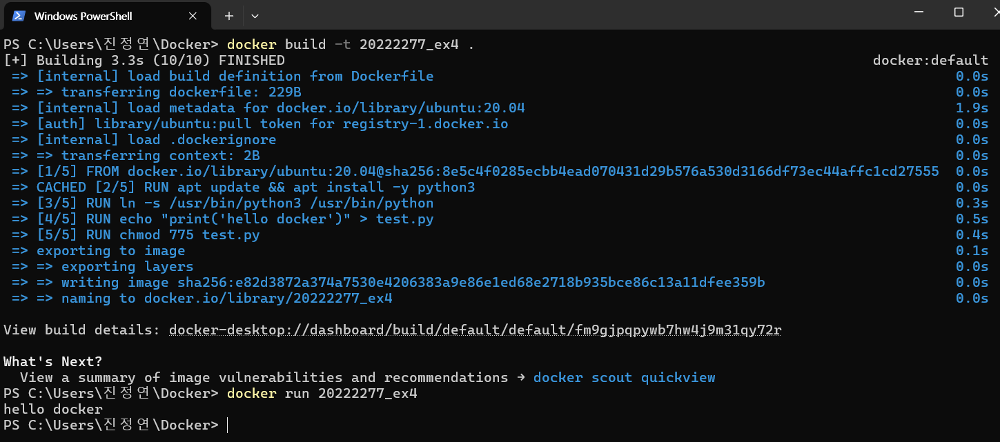 Windows PowerShell
PS C:\Users\진정연\Docker> docker build -t 20222277_ex4 .
[+] Building 3.3s (10/10) FINISHED docker:default
=> [internal] load build definition from Dockerfile 0.0s
=> => transferring dockerfile: 229B 0.0s
=> [internal] load metadata for docker.io/library/ubuntu:20.04 1.9s
=> [auth] library/ubuntu:pull token for registry-1.docker.io 0.0s
=> [internal] load .dockerignore 0.0s
=> => transferring context: 2B 0.0s
=> [1/5] FROM docker.io/library/ubuntu:20.04@sha256:8e5c4f0285ecbb4ead070431d29b576a530d3166df73ec44affc1cd27555 0.0s
=> CACHED [2/5] RUN apt update && apt install -y python3 0.0s
=> [3/5] RUN ln -s /usr/bin/python3 /usr/bin/python 0.3s
=> [4/5] RUN echo "print('hello docker')" > test.py 0.5s
=> [5/5] RUN chmod 775 test.py 0.4s
=> exporting to image 0.1s
=> => exporting layers 0.0s
=> => writing image sha256:e82d3872a374a7530e4206383a9e86e1ed68e2718b935bce86c13a11dfee359b 0.0s
=> => naming to docker.io/library/20222277_ex4 0.0s
View build details: docker-desktop://dashboard/build/default/default/fm9gjpqpywb7hw4j9m31qy72r
What's Next?
View a summary of image vulnerabilities and recommendations → docker scout quickview
PS C:\Users\진정연\Docker> docker run 20222277_ex4
hello docker
PS C:\Users\진정연\Docker>